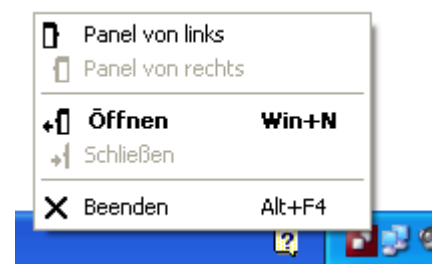 Panel von links
Panel von rechts
Öffnen Win+N
Schließen
Beenden Alt+F4
?